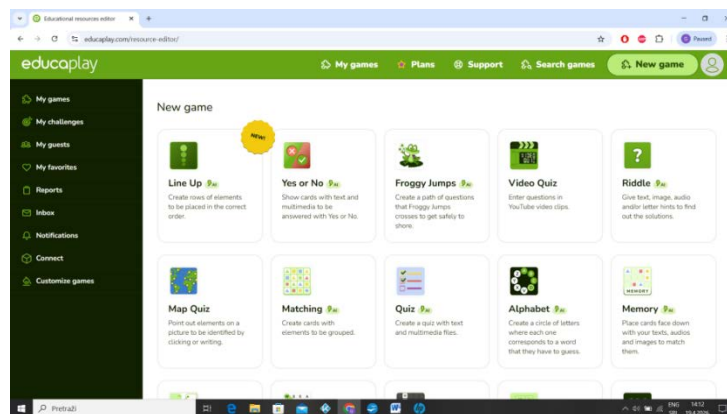 Educational resources editor
educaplay.com/resource-editor/
Paused
educaplay
My games
Plans
Support
Search games
New game
My games
My challenges
My guests
My favorites
Reports
Inbox
Notifications
Connect
Customize games
New game
NEW!
Line Up AI
Create rows of elements
to be placed in the correct
order.
Yes or No AI
Show cards with text and
multimedia to be
answered with Yes or No.
Froggy Jumps AI
Create a path of questions
that Froggy Jumps
crosses to get safely to
shore.
Video Quiz
Enter questions in
YouTube video clips.
?
Riddle AI
Give text, image, audio
and/or letter hints to find
out the solutions.
Map Quiz
Point out elements on a
picture to be identified by
clicking or writing.
Matching AI
Create cards with
elements to be grouped.
Quiz AI
Create a quiz with text
and multimedia files.
Alphabet AI
Create a circle of letters
where each one
corresponds to a word
that they have to guess.
MEMORY
Memory AI
Place cards face down
with your texts, audios
and images to match
them.
Pretraži
ENG
14:52